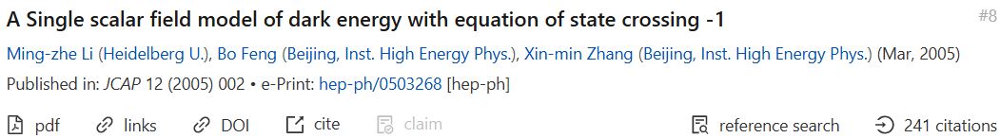 A Single scalar field model of dark energy with equation of state crossing -1
#8
Ming-zhe Li (Heidelberg U.), Bo Feng (Beijing, Inst. High Energy Phys.), Xin-min Zhang (Beijing, Inst. High Energy Phys.) (Mar, 2005)
Published in: JCAP 12 (2005) 002 • e-Print: hep-ph/0503268 [hep-ph]
pdf links DOI cite claim reference search 241 citations